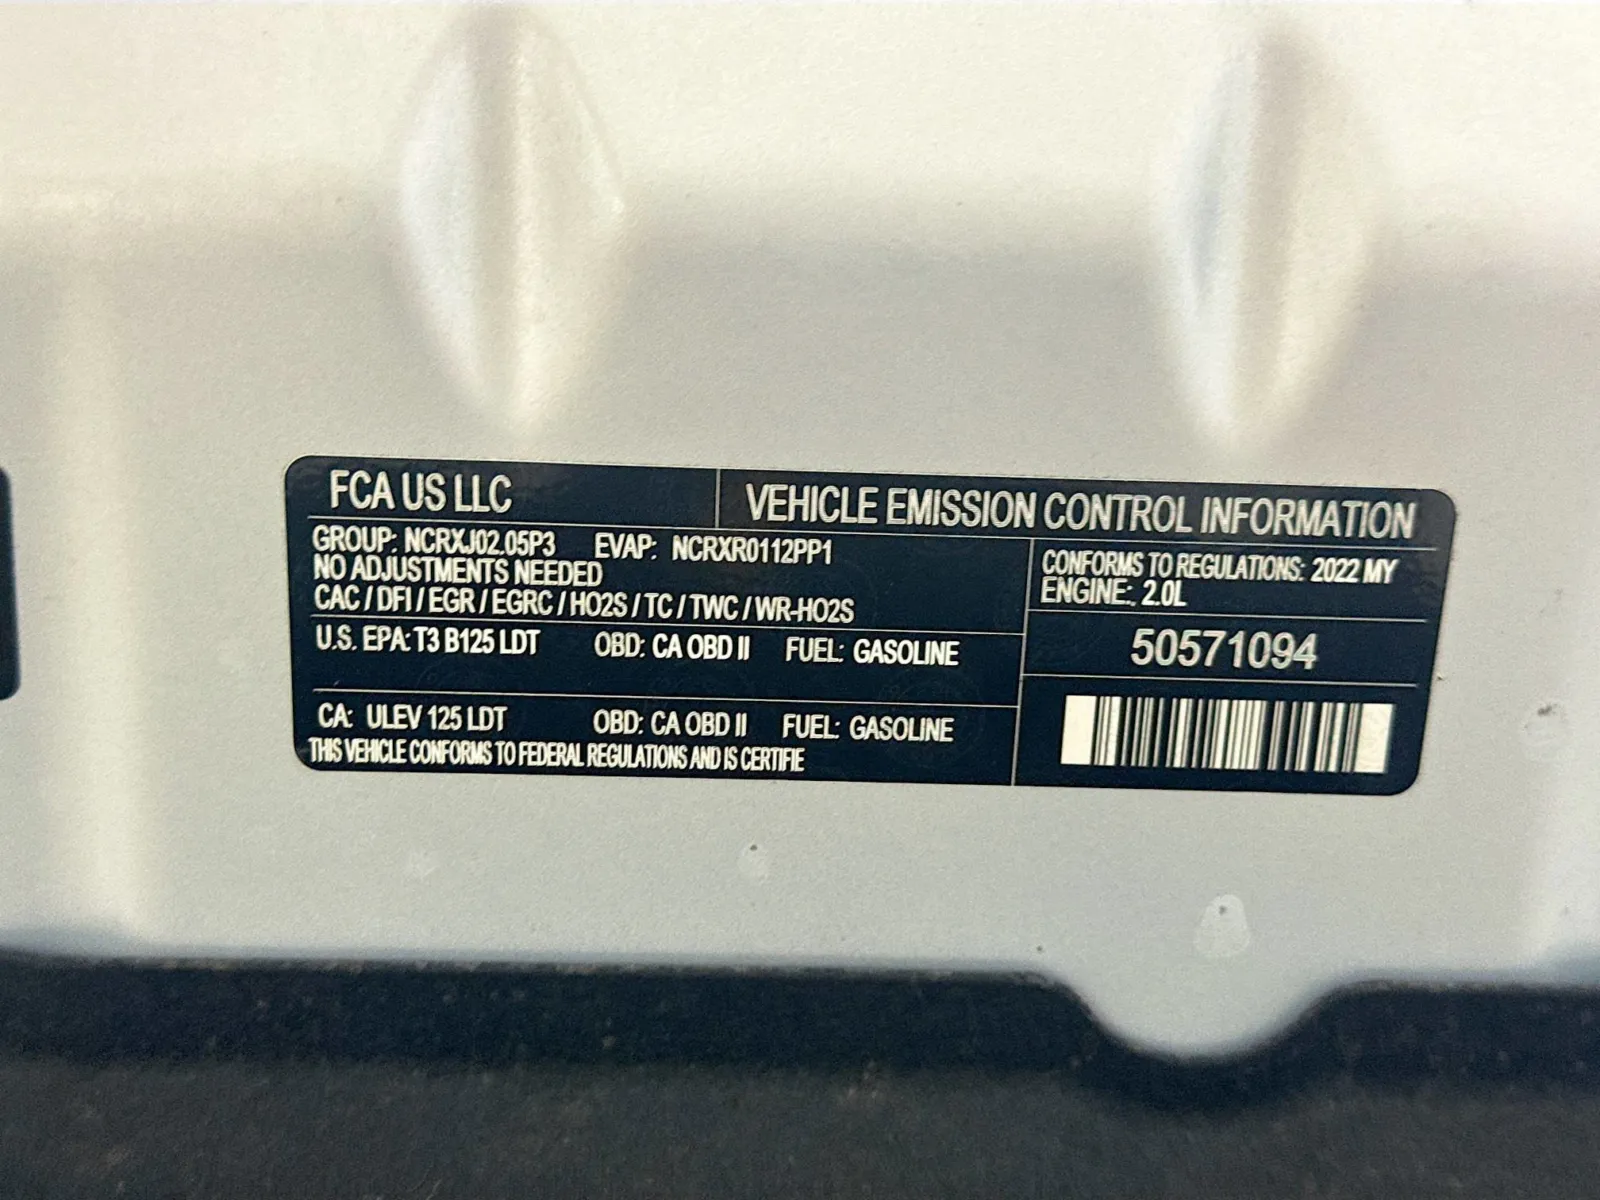 FCA US LLC
VEHICLE EMISSION CONTROL INFORMATION
GROUP: NCRXJ02.05P3 EVAP: NCRXR0112PP1
NO ADJUSTMENTS NEEDED
CAC / DFI / EGR / EGRC / HO2S / TC / TWC / WR-HO2S
CONFORMS TO REGULATIONS: 2022 MY
ENGINE: 2.0L
U.S. EPA: T3 B125 LDT OBD: CA OBD II FUEL: GASOLINE
50571094
CA: ULEV 125 LDT OBD: CA OBD II FUEL: GASOLINE
THIS VEHICLE CONFORMS TO FEDERAL REGULATIONS AND IS CERTIFIE